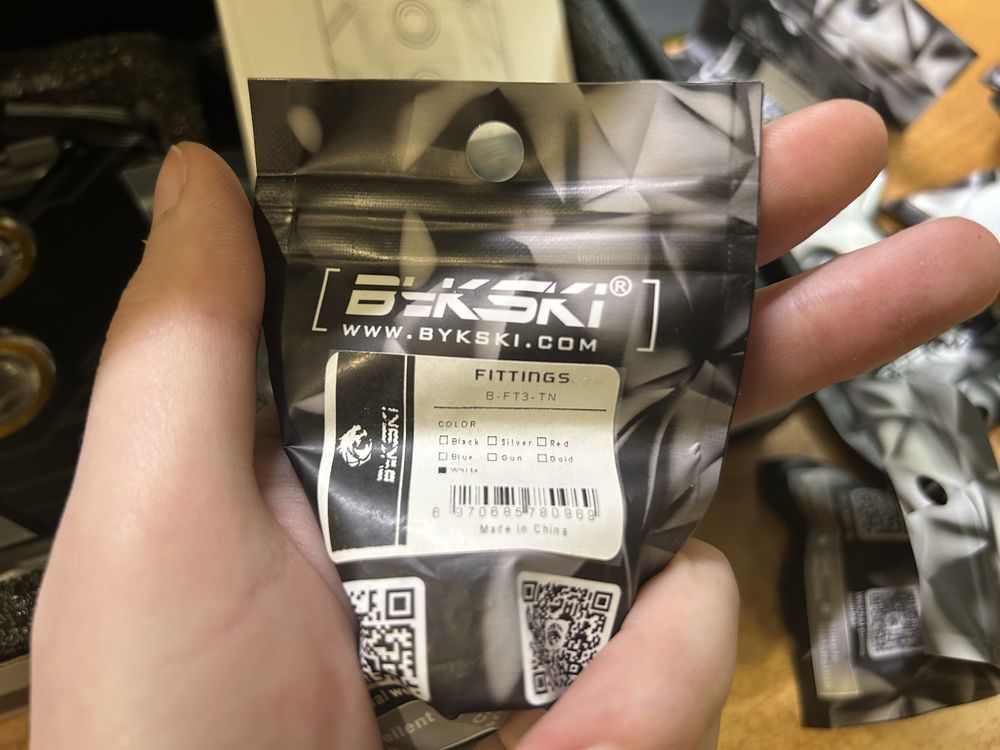 BYKSKI®
WWW.BYKSKI.COM
FITTINGS
B-FT3-TN
BYKSKI
COLOR
Black Silver Red
Blue Gun Gold
White
6 970685 780969
Made in China